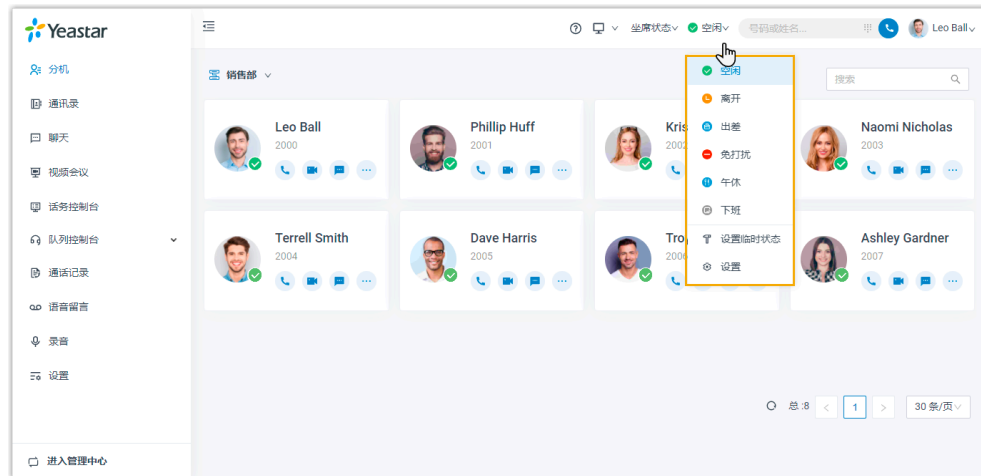 Yeastar
坐席状态
空闲
号码或姓名...
Leo Ball
分机
通讯录
聊天
视频会议
话务控制台
队列控制台
通话记录
语音留言
录音
设置
进入管理中心
销售部
搜索
空闲
离开
出差
免打扰
午休
下班
设置临时状态
设置
Leo Ball
2000
Phillip Huff
2001
Kris
2002
Naomi Nicholas
2003
Terrell Smith
2004
Dave Harris
2005
Tro
2006
Ashley Gardner
2007
总:8
1
30 条/页